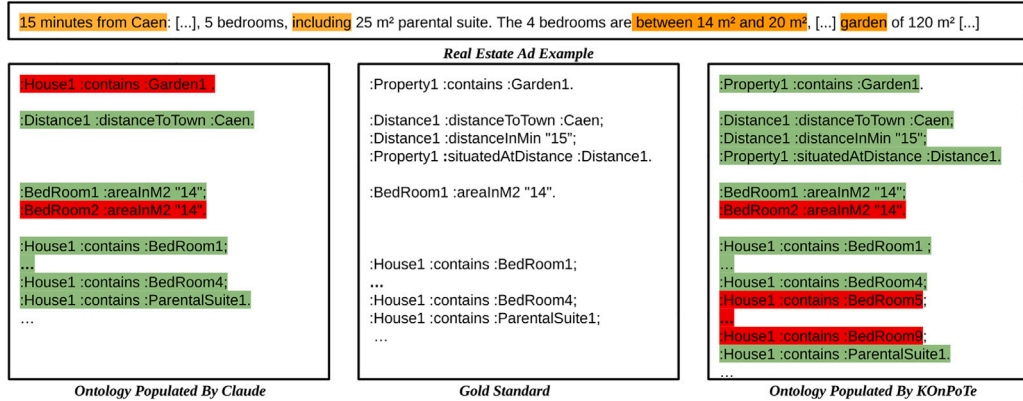 15 minutes from Caen: [...], 5 bedrooms, including 25 m² parental suite. The 4 bedrooms are between 14 m² and 20 m², [...] garden of 120 m² [...]
Real Estate Ad Example
:House1 :contains :Garden1 .
:Distance1 :distanceToTown :Caen.
:BedRoom1 :areaInM2 "14";
:BedRoom2 :areaInM2 "14".
:House1 :contains :BedRoom1;
...
:House1 :contains :BedRoom4;
:House1 :contains :ParentalSuite1.
...
Ontology Populated By Claude
:Property1 :contains :Garden1.
:Distance1 :distanceToTown :Caen;
:Distance1 :distanceInMin "15";
:Property1 :situatedAtDistance :Distance1.
:BedRoom1 :areaInM2 "14".
:House1 :contains :BedRoom1;
...
:House1 :contains :BedRoom4;
:House1 :contains :ParentalSuite1;
...
Gold Standard
:Property1 :contains :Garden1.
:Distance1 :distanceToTown :Caen;
:Distance1 :distanceInMin "15";
:Property1 :situatedAtDistance :Distance1.
:BedRoom1 :areaInM2 "14";
:BedRoom2 :areaInM2 "14".
:House1 :contains :BedRoom1 ;
...
:House1 :contains :BedRoom4;
:House1 :contains :BedRoom5;
...
:House1 :contains :BedRoom9;
:House1 :contains :ParentalSuite1.
...
Ontology Populated By KOnPoTe